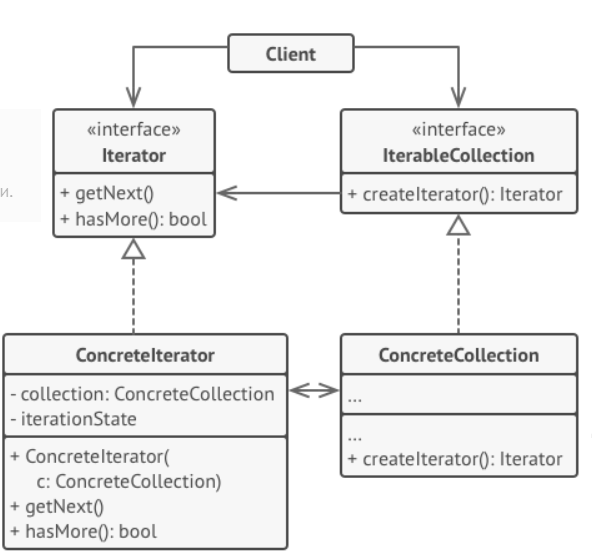 Client
«interface»
Iterator
+ getNext()
+ hasMore(): bool
«interface»
IterableCollection
+ createIterator(): Iterator
и.
ConcreteIterator
- collection: ConcreteCollection
- iterationState
+ ConcreteIterator(
c: ConcreteCollection)
+ getNext()
+ hasMore(): bool
ConcreteCollection
...
...
+ createIterator(): Iterator